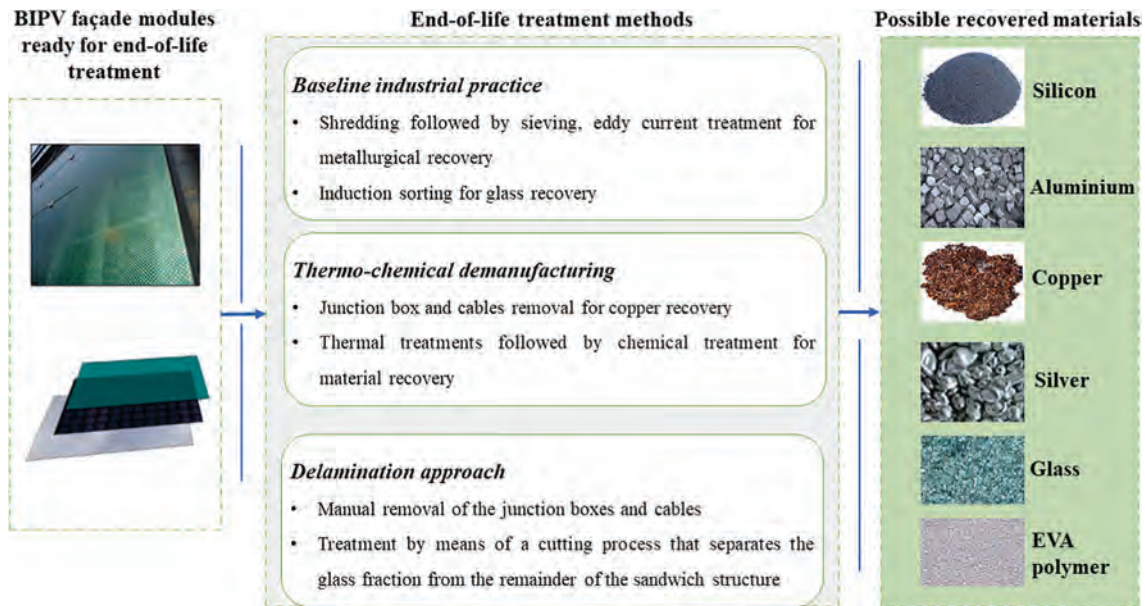 BIPV façade modules
ready for end-of-life
treatment
End-of-life treatment methods
Baseline industrial practice
• Shredding followed by sieving, eddy current treatment for
metallurgical recovery
• Induction sorting for glass recovery
Thermo-chemical demanufacturing
• Junction box and cables removal for copper recovery
• Thermal treatments followed by chemical treatment for
material recovery
Delamination approach
• Manual removal of the junction boxes and cables
• Treatment by means of a cutting process that separates the
glass fraction from the remainder of the sandwich structure
Possible recovered materials
Silicon
Aluminium
Copper
Silver
Glass
EVA
polymer